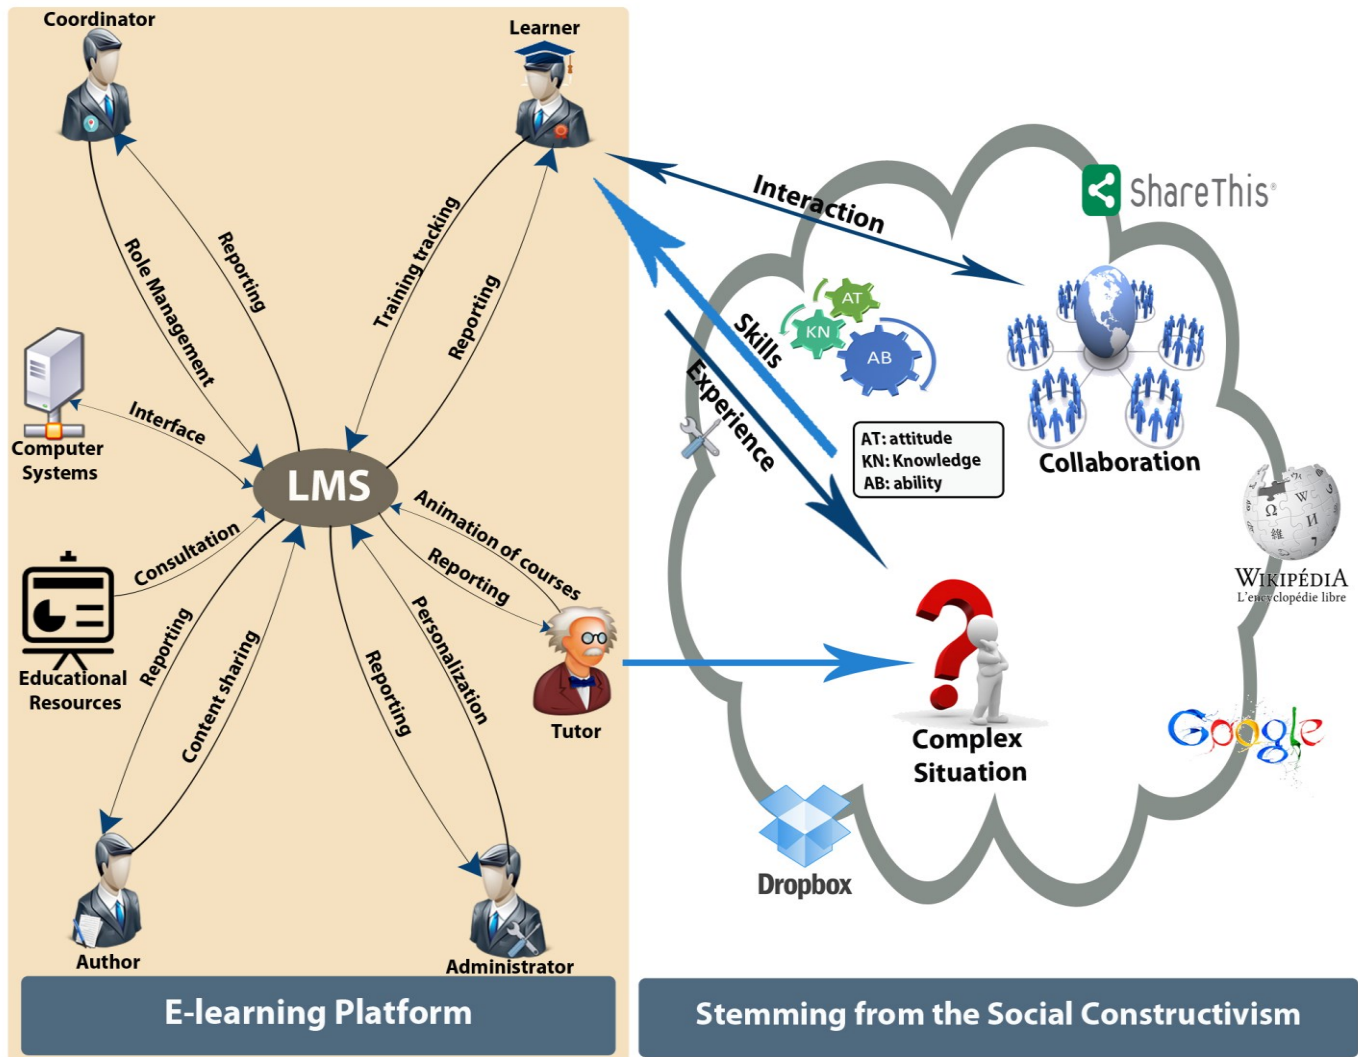 Coordinator
Learner
Reporting
Role Management
Training tracking
Reporting
Interface
Computer
Systems
LMS
Consultation
Educational
Resources
Animation of courses
Reporting
Tutor
Reporting
Content sharing
Reporting
Personalization
Author
Administrator
E-learning Platform
Interaction
Skills
Experience
ShareThis®
AT
KN
AB
AT: attitude
KN: Knowledge
AB: ability
Collaboration
Ω
W
И
維
7
WIKIPÉDIA
L'encyclopédie libre
?
Complex
Situation
Google
Dropbox
Stemming from the Social Constructivism